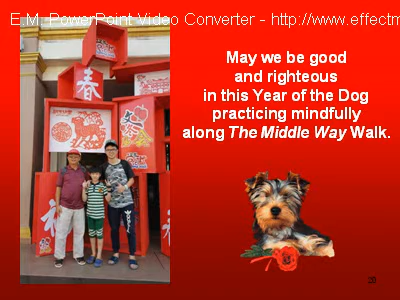 E.M. PowerPoint Video Converter - http://www.effectm
May we be good
and righteous
in this Year of the Dog
practicing mindfully
along The Middle Way Walk.
春
20